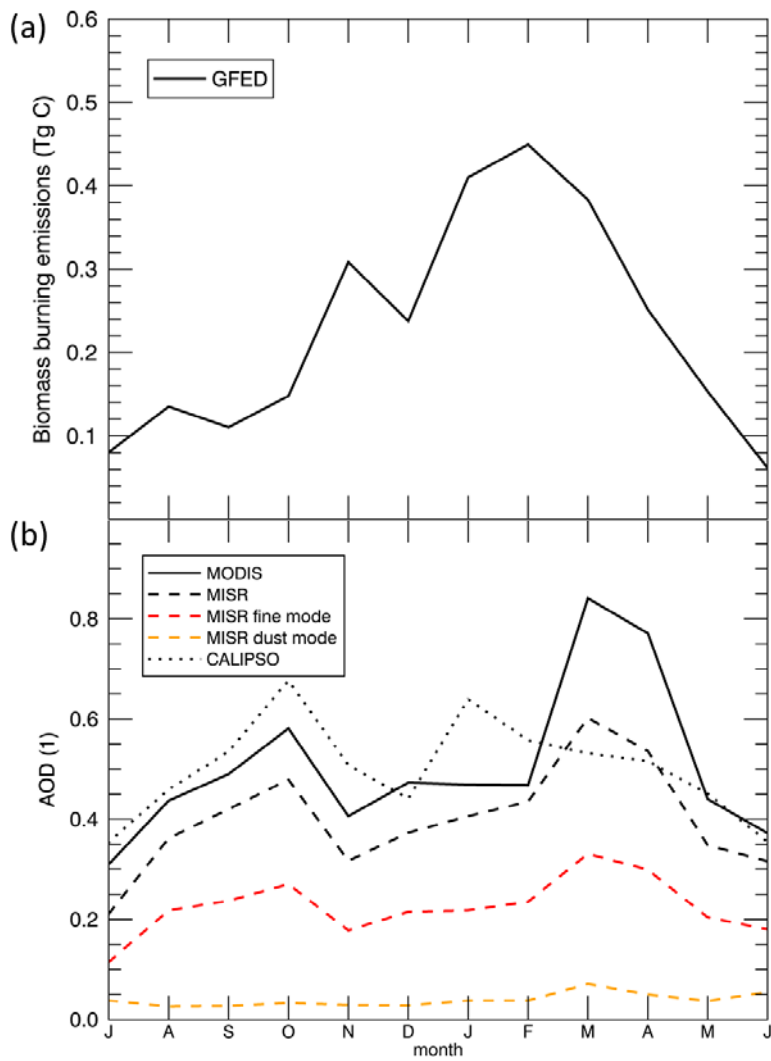 (a)
0.6
0.5
0.4
0.3
0.2
0.1
Biomass burning emissions (Tg C)
GFED
(b)
MODIS
MISR
MISR fine mode
MISR dust mode
CALIPSO
0.8
0.6
0.4
0.2
0.0
AOD (1)
J A S O N D J F M A M J
month